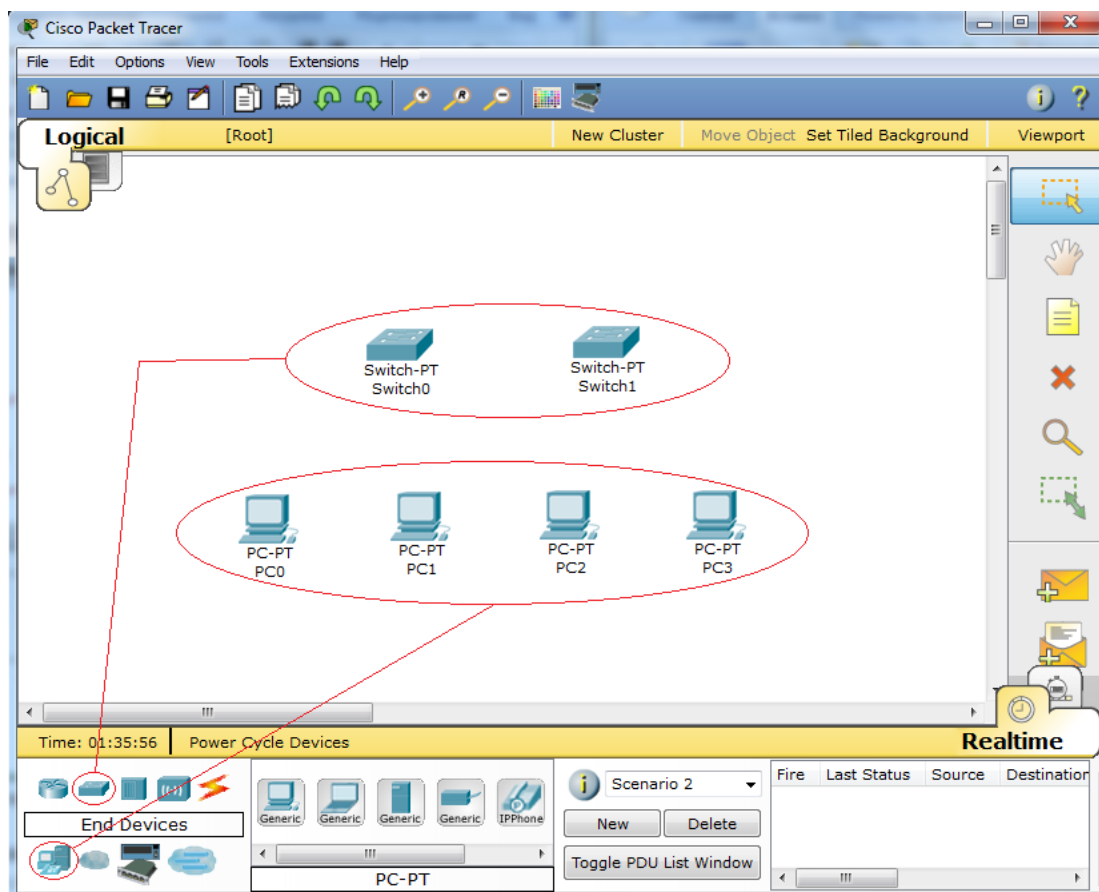 Cisco Packet Tracer
File Edit Options View Tools Extensions Help
Logical [Root] New Cluster Move Object Set Tiled Background Viewport
Switch-PT
Switch0
Switch-PT
Switch1
PC-PT
PC0
PC-PT
PC1
PC-PT
PC2
PC-PT
PC3
Time: 01:35:56 Power Cycle Devices Realtime
End Devices
Generic Generic Generic Generic IPPhone
PC-PT
Scenario 2
New Delete
Toggle PDU List Window
Fire Last Status Source Destination